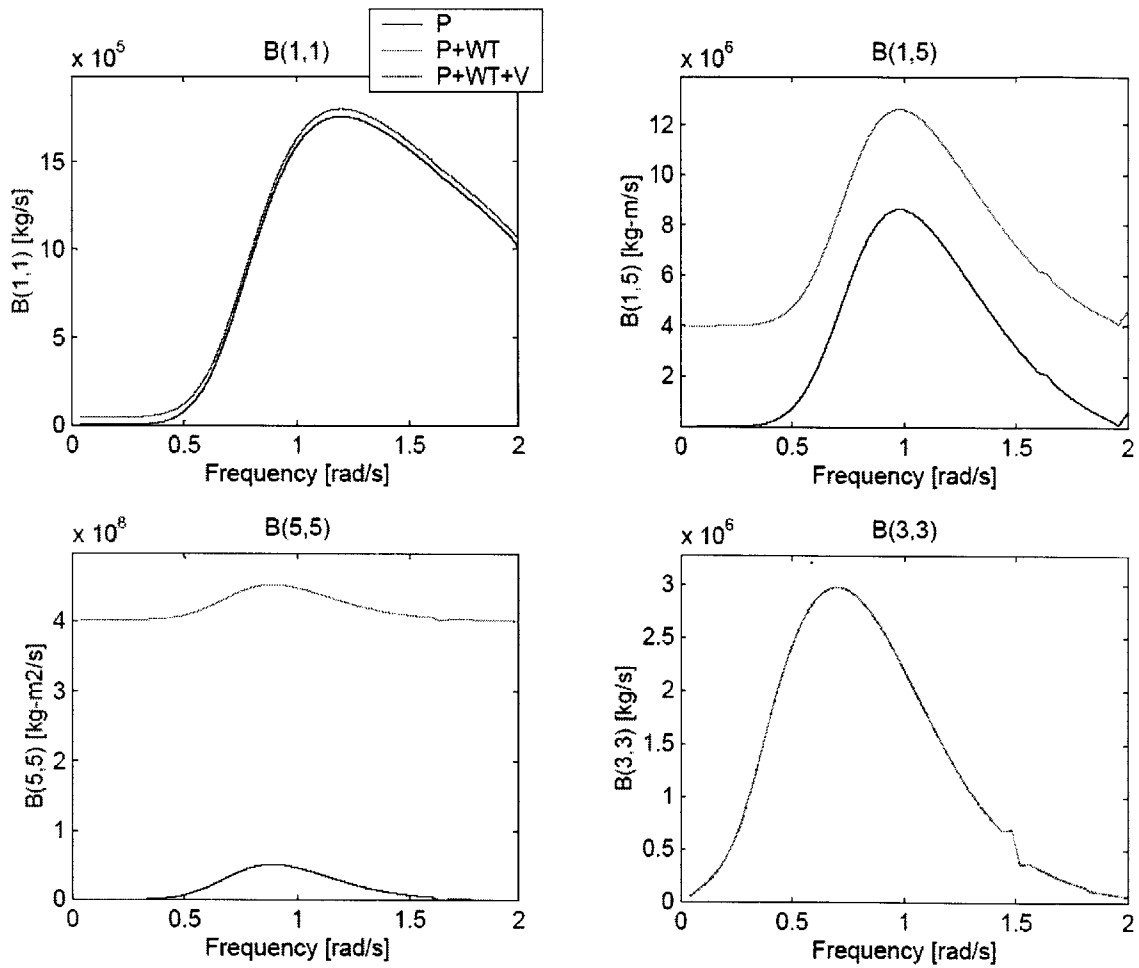 P
P+WT
P+WT+V
x 10^5
B(1,1)
15
10
5
0
B(1,1) [kg/s]
0
0.5
1
1.5
2
Frequency [rad/s]
x 10^6
B(1,5)
12
10
8
6
4
2
B(1,5) [kg-m/s]
0
0.5
1
1.5
2
Frequency [rad/s]
x 10^8
B(5,5)
4
3
2
1
0
B(5,5) [kg-m2/s]
0
0.5
1
1.5
2
Frequency [rad/s]
x 10^6
B(3,3)
3
2.5
2
1.5
1
0.5
0
B(3,3) [kg/s]
0
0.5
1
1.5
2
Frequency [rad/s]